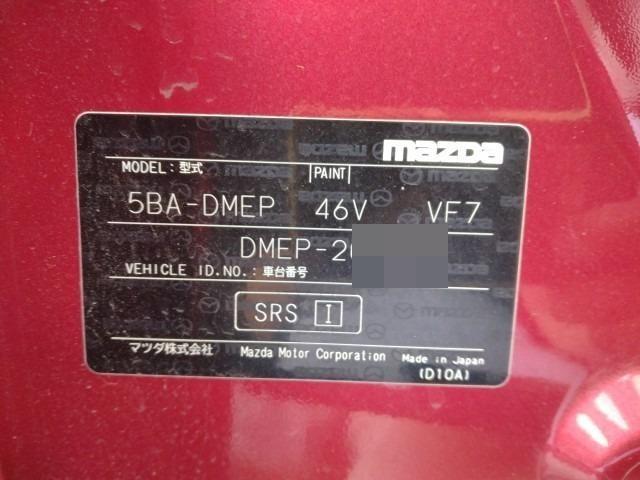 mazda
MODEL:型式 PAINT
5BA-DMEP 46V VF7
DMEP-20
VEHICLE ID.NO.:車台番号
SRS I
マツダ株式会社 Mazda Motor Corporation Made in Japan
(D10A)